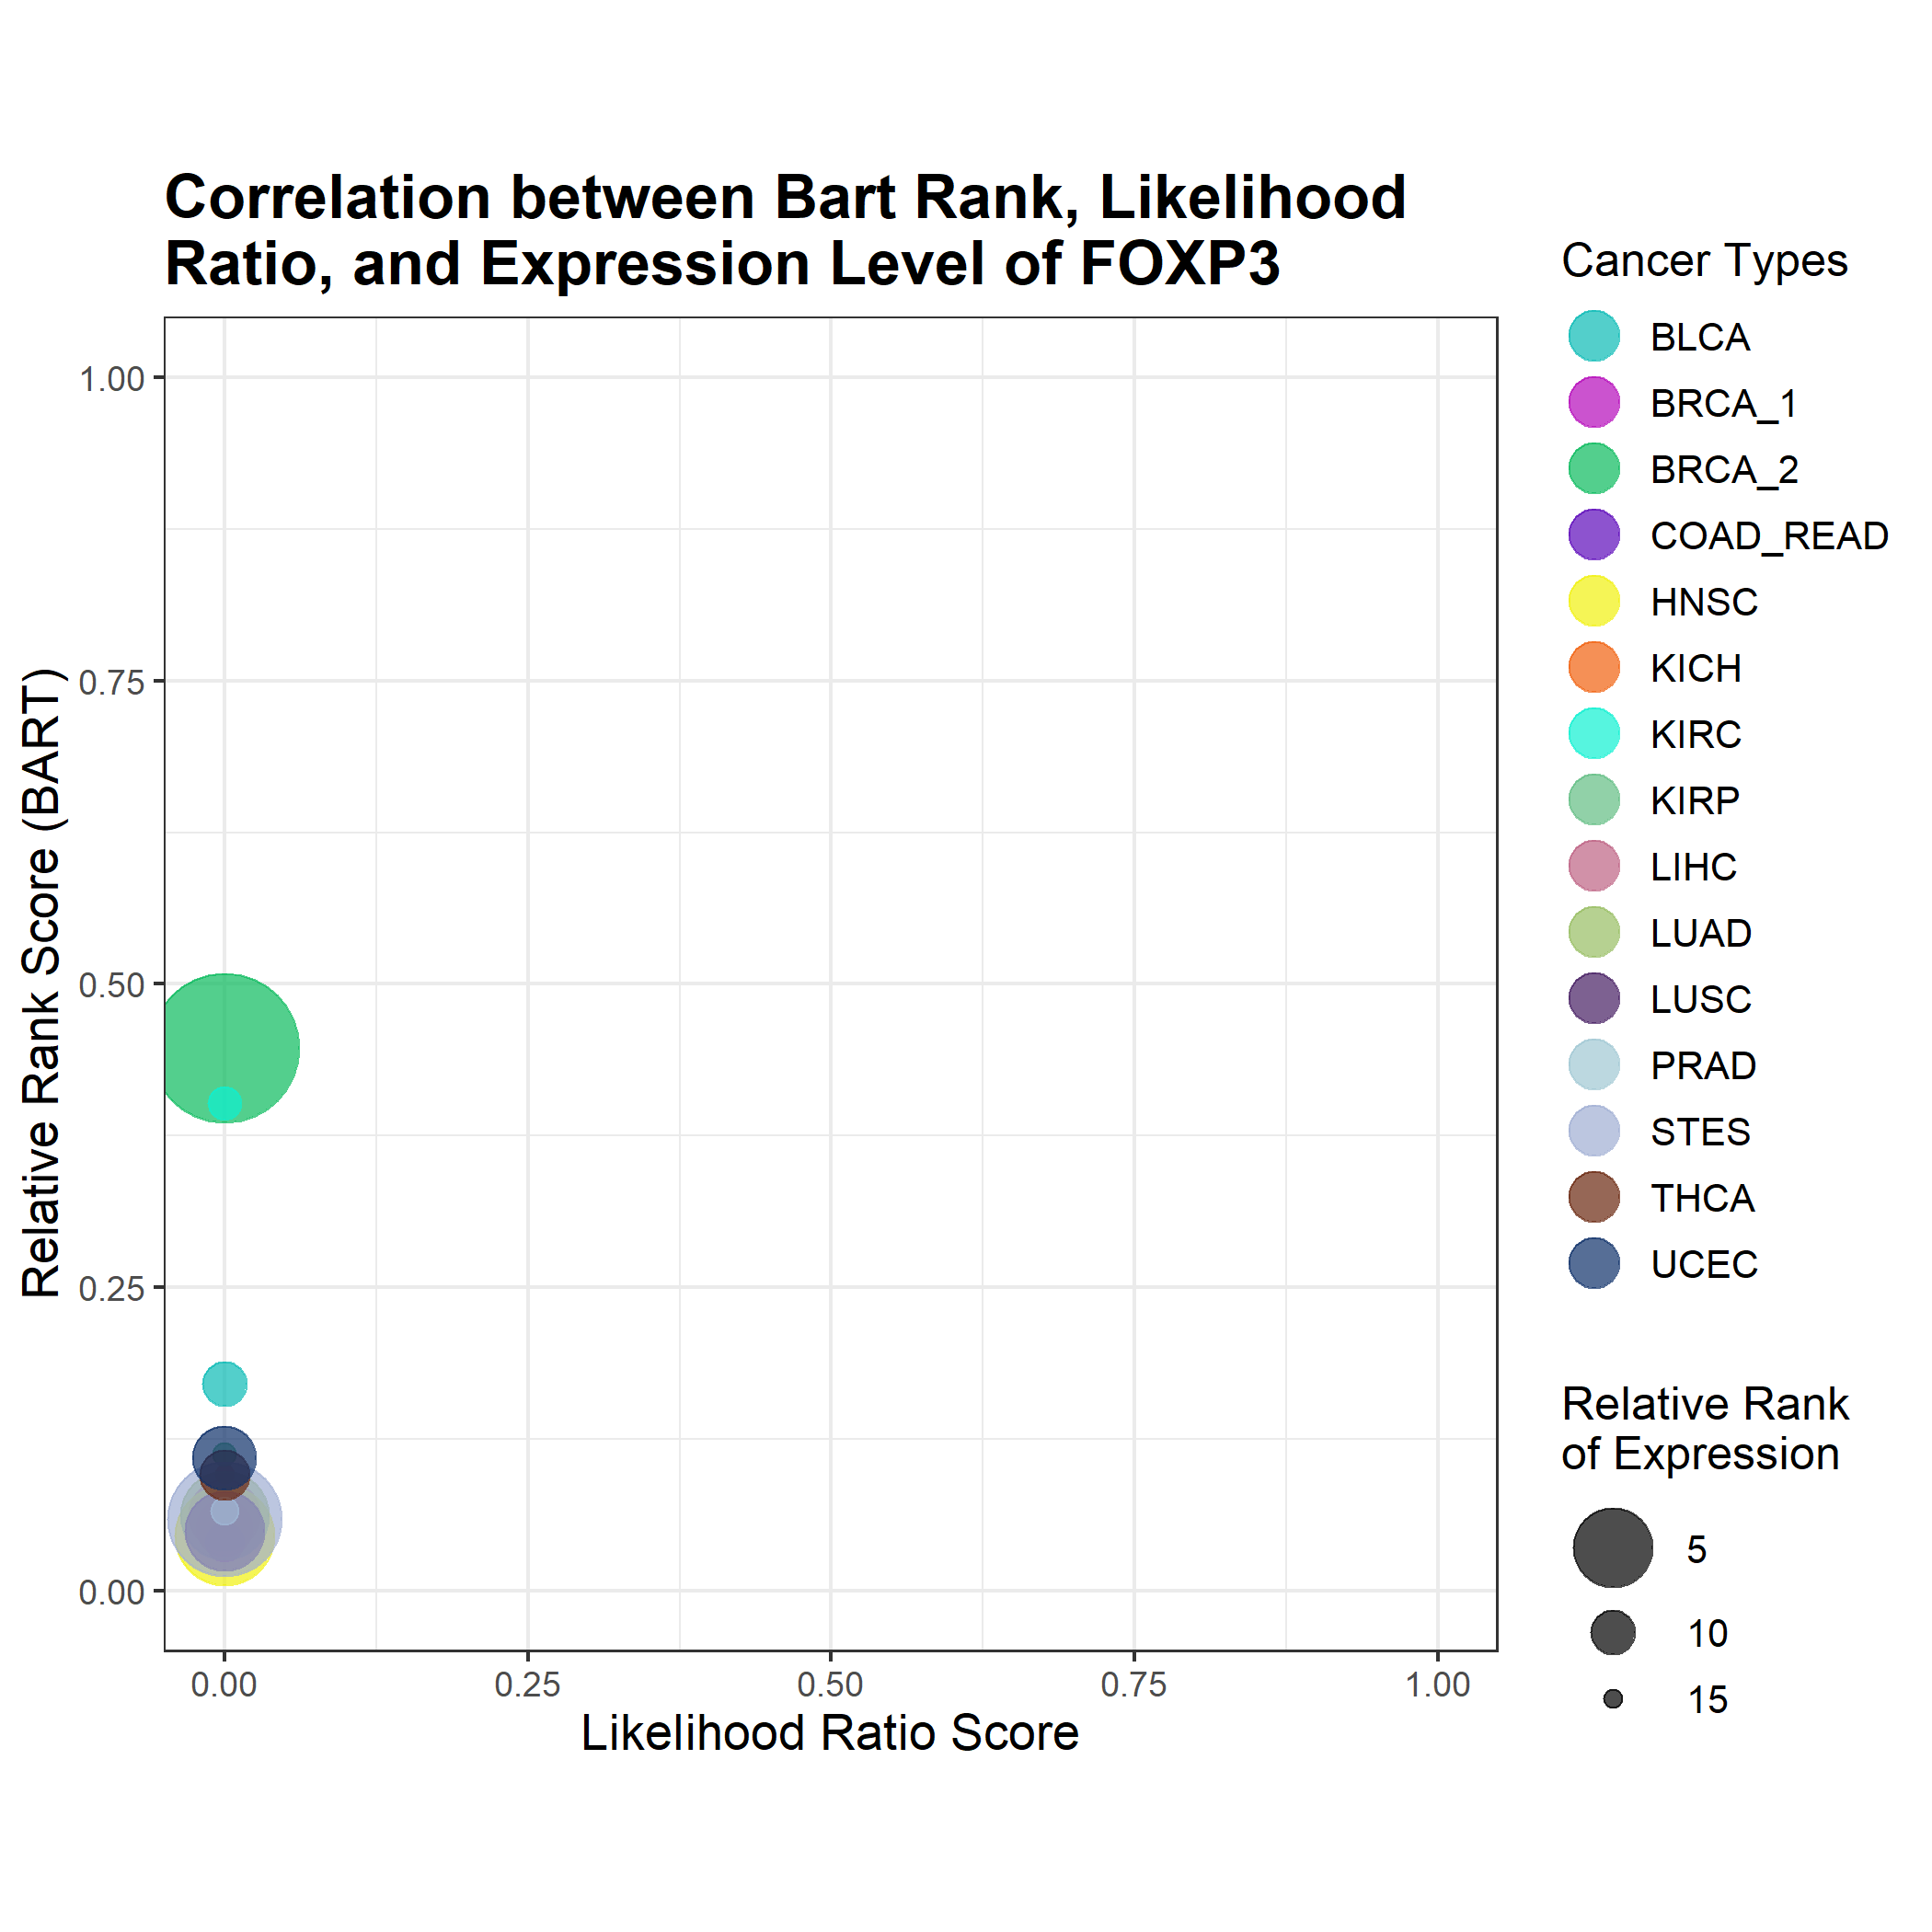 Correlation between Bart Rank, Likelihood
Ratio, and Expression Level of FOXP3
Relative Rank Score (BART)
1.00
0.75
0.50
0.25
0.00
0.00
0.25
0.50
0.75
1.00
Likelihood Ratio Score
Cancer Types
BLCA
BRCA_1
BRCA_2
COAD_READ
HNSC
KICH
KIRC
KIRP
LIHC
LUAD
LUSC
PRAD
STES
THCA
UCEC
Relative Rank
of Expression
5
10
15